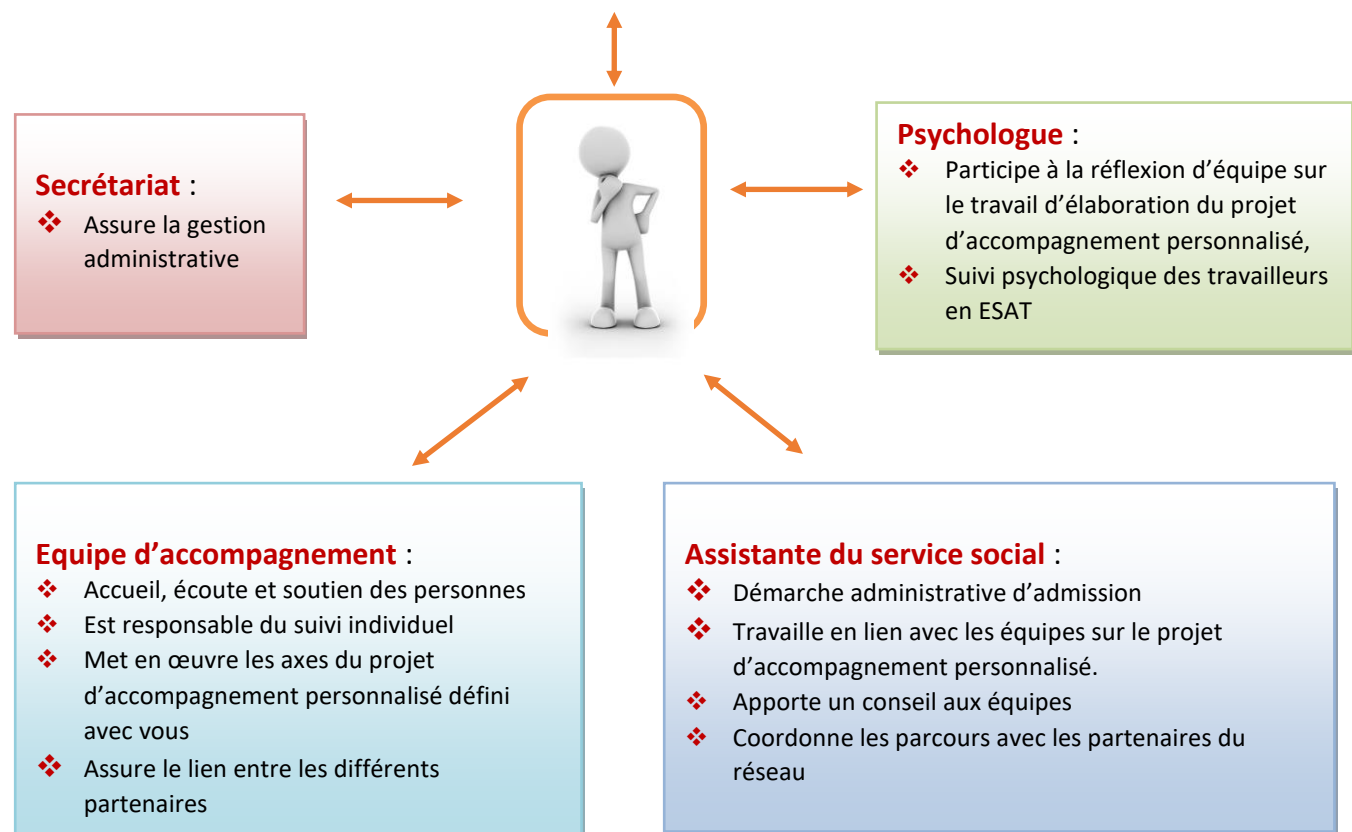 Secrétariat :
❖ Assure la gestion
administrative
Psychologue :
❖ Participe à la réflexion d’équipe sur
le travail d’élaboration du projet
d’accompagnement personnalisé,
❖ Suivi psychologique des travailleurs
en ESAT
Equipe d’accompagnement :
❖ Accueil, écoute et soutien des personnes
❖ Est responsable du suivi individuel
❖ Met en œuvre les axes du projet
d’accompagnement personnalisé défini
avec vous
❖ Assure le lien entre les différents
partenaires
Assistante du service social :
❖ Démarche administrative d’admission
❖ Travaille en lien avec les équipes sur le projet
d’accompagnement personnalisé.
❖ Apporte un conseil aux équipes
❖ Coordonne les parcours avec les partenaires du
réseau